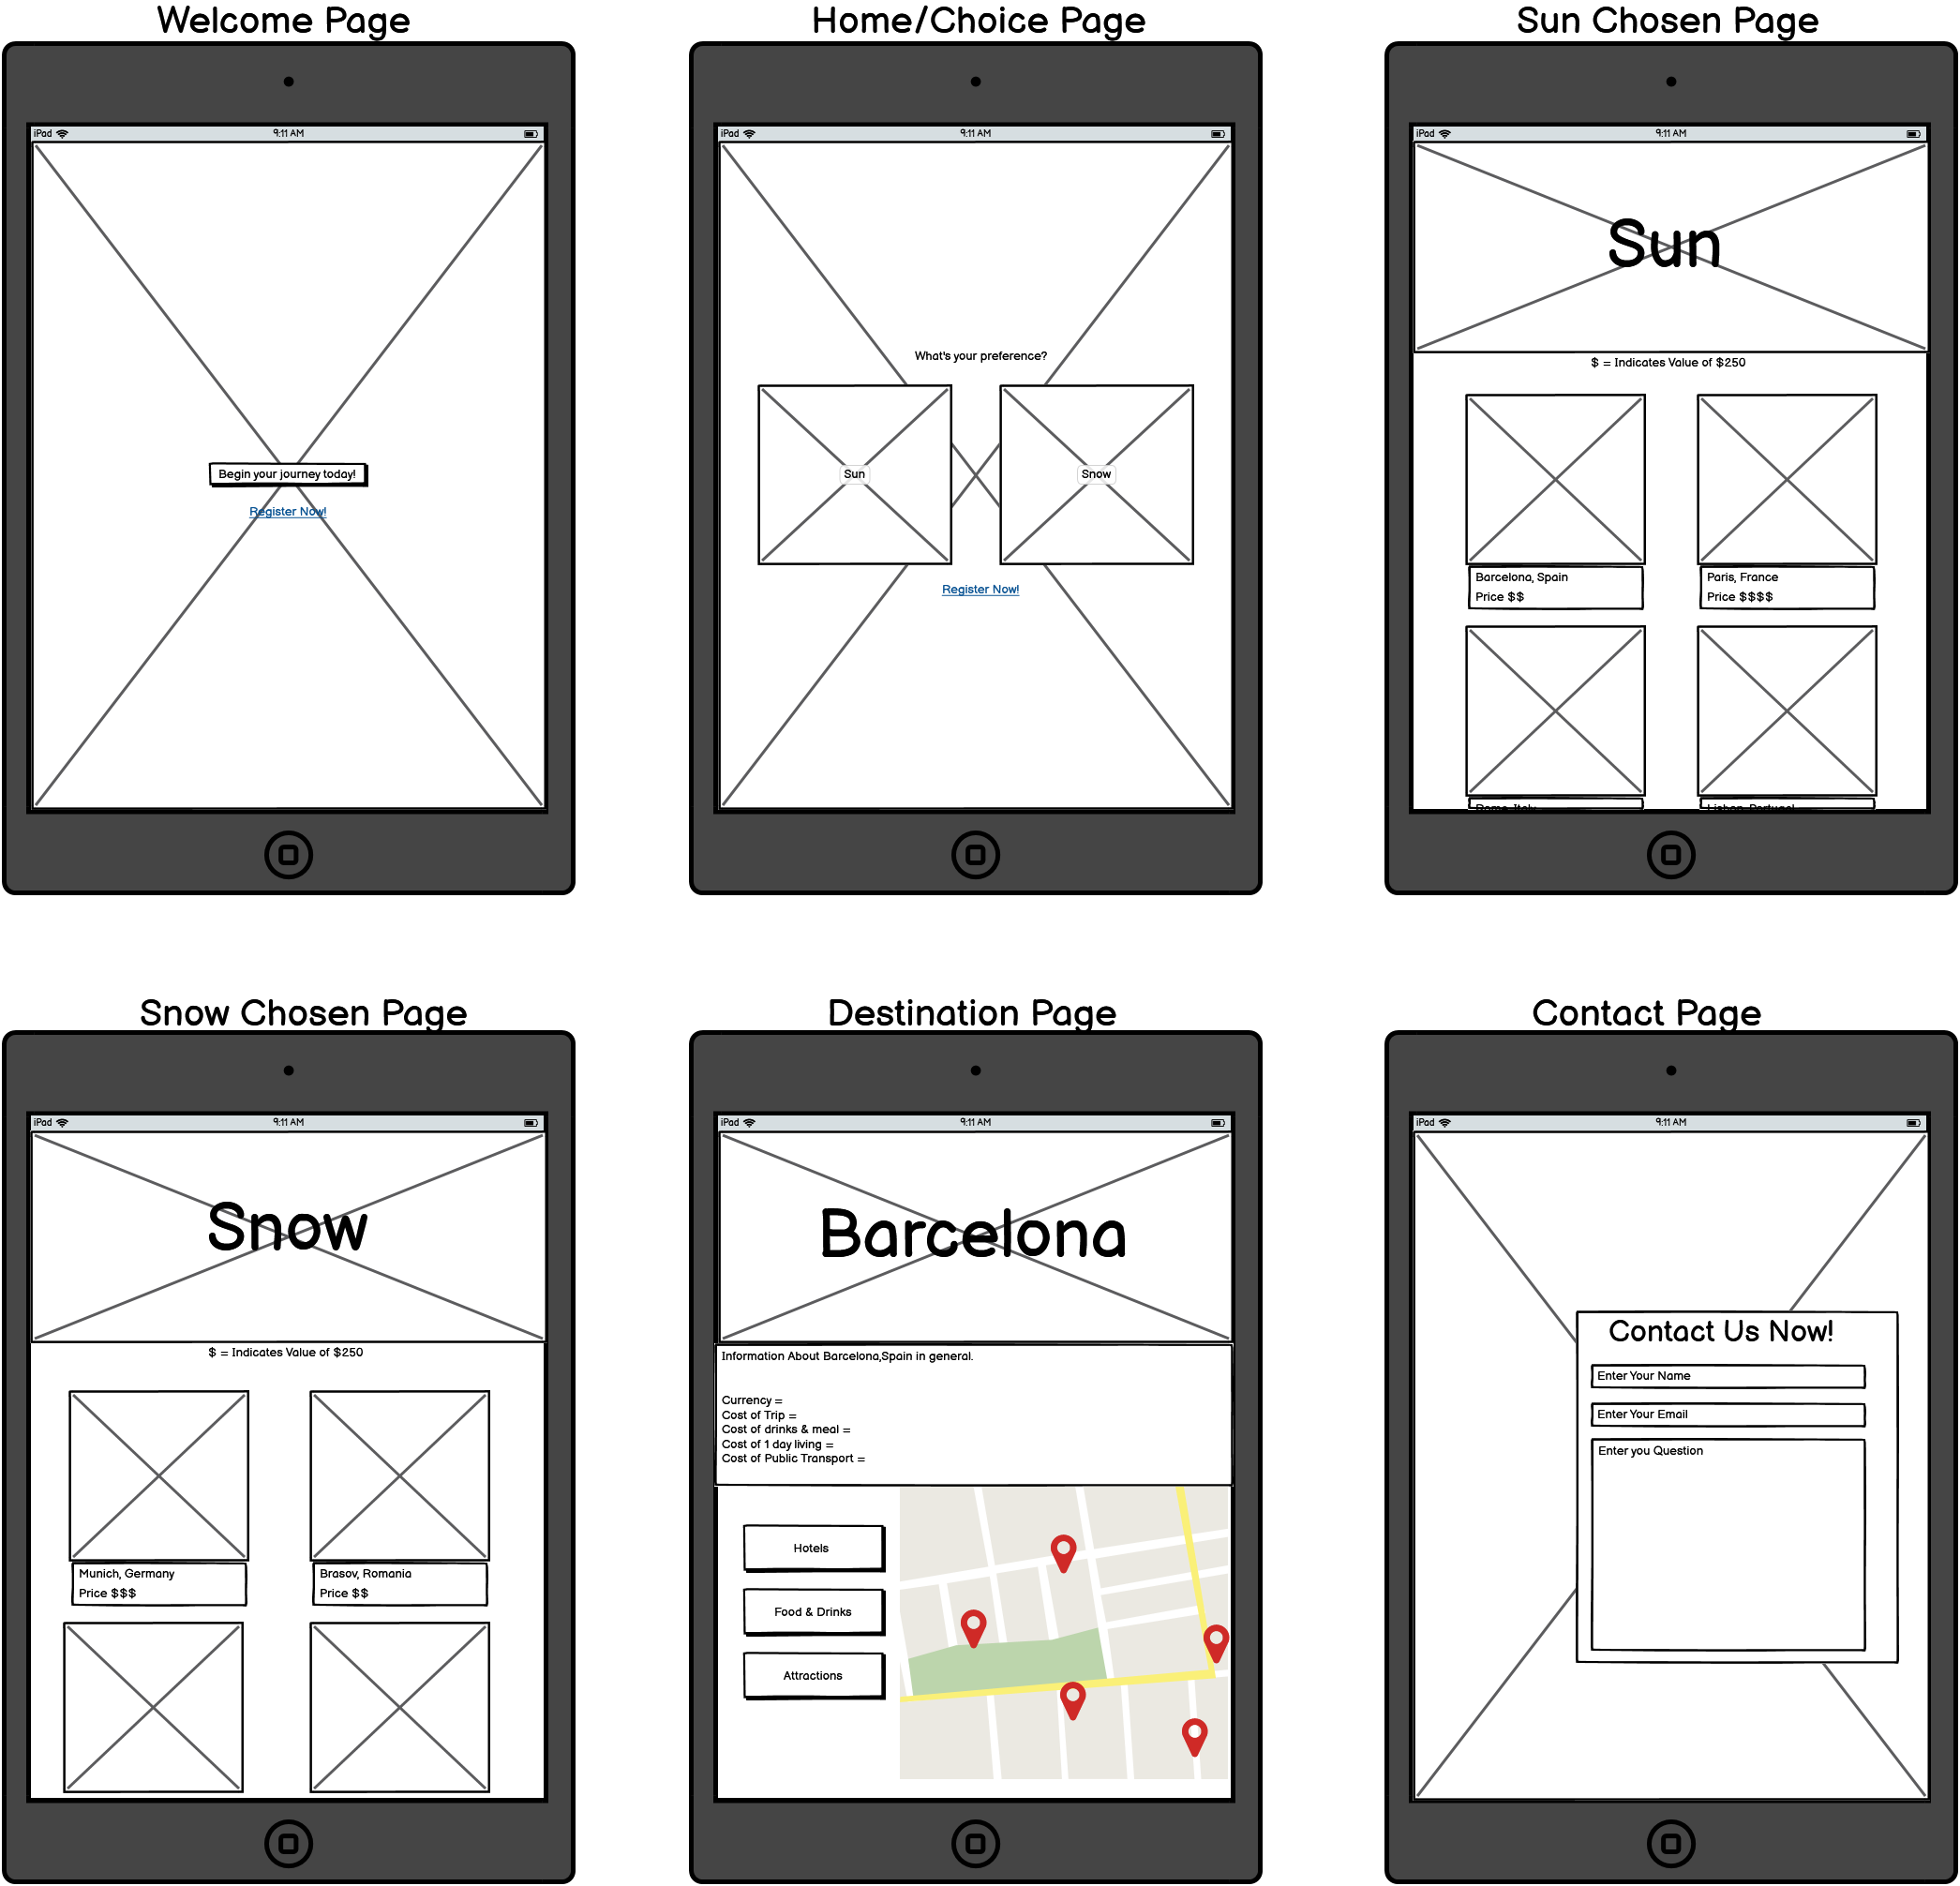 Welcome Page
iPad 9:11 AM
Begin your journey today!
Register Now!
Home/Choice Page
iPad 9:11 AM
What's your preference?
Sun
Snow
Register Now!
Sun Chosen Page
iPad 9:11 AM
Sun
$ = Indicates Value of $250
Barcelona, Spain
Price $$
Paris, France
Price $$$$
Rome, Italy
Lisbon, Portugal
Snow Chosen Page
iPad 9:11 AM
Snow
$ = Indicates Value of $250
Munich, Germany
Price $$$
Brasov, Romania
Price $$
Destination Page
iPad 9:11 AM
Barcelona
Information About Barcelona,Spain in general.
Currency =
Cost of Trip =
Cost of drinks & meal =
Cost of 1 day living =
Cost of Public Transport =
Hotels
Food & Drinks
Attractions
Contact Page
iPad 9:11 AM
Contact Us Now!
Enter Your Name
Enter Your Email
Enter you Question